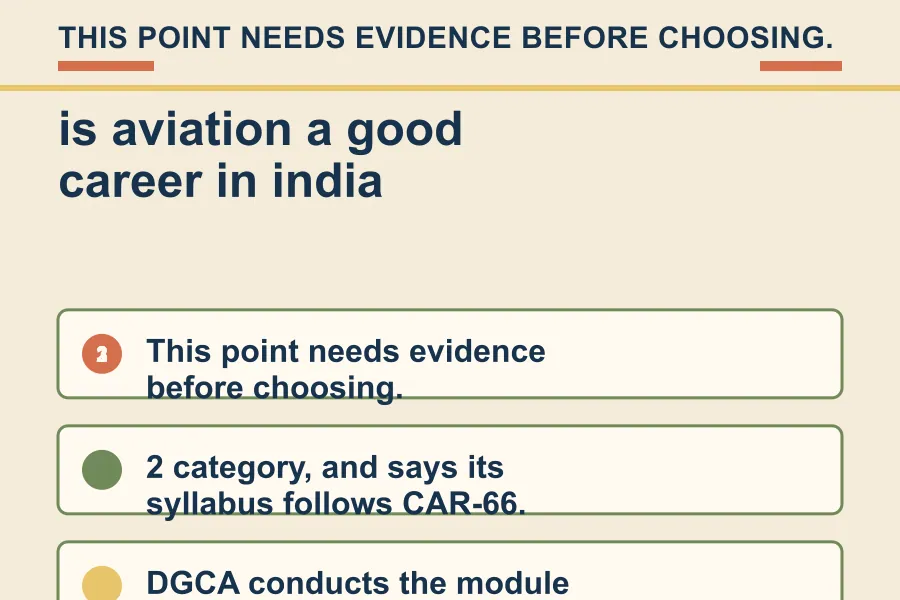 THIS POINT NEEDS EVIDENCE BEFORE CHOOSING.
is aviation a good
career in india
This point needs evidence
before choosing.
2 category, and says its
syllabus follows CAR-66.
DGCA conducts the module